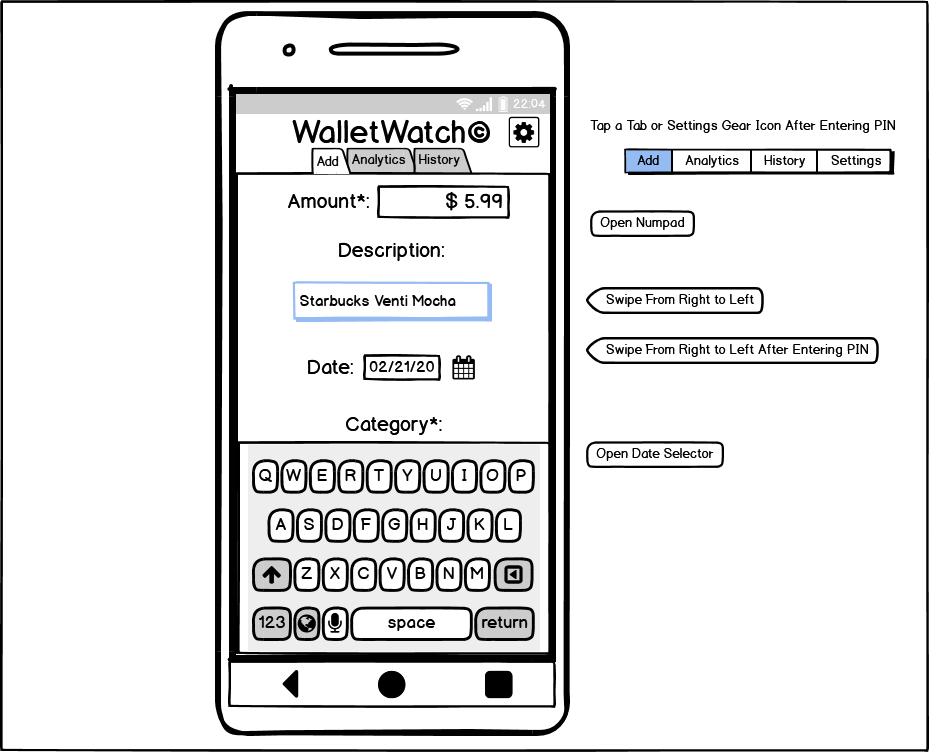 22:04
WalletWatch©
Add Analytics History
Amount*: $ 5.99
Description:
Starbucks Venti Mocha
Date: 02/21/20
Category*:
Q W E R T Y U I O P
A S D F G H J K L
Z X C V B N M
123 space return
Tap a Tab or Settings Gear Icon After Entering PIN
Add Analytics History Settings
Open Numpad
Swipe From Right to Left
Swipe From Right to Left After Entering PIN
Open Date Selector